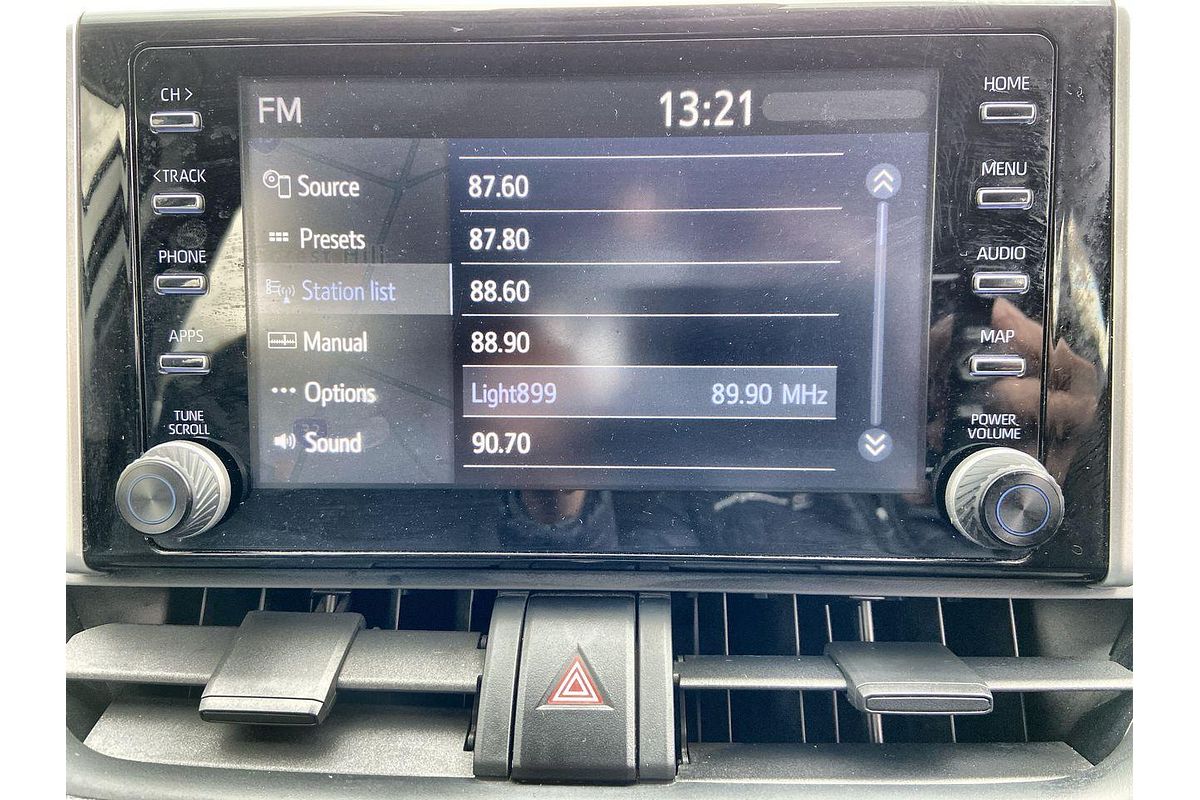 CH >
< TRACK
PHONE
APPS
TUNE
SCROLL
FM
13:21
Source
Presets
Station list
Manual
Options
Sound
87.60
87.80
88.60
88.90
Light899 89.90 MHz
90.70
HOME
MENU
AUDIO
MAP
POWER
VOLUME